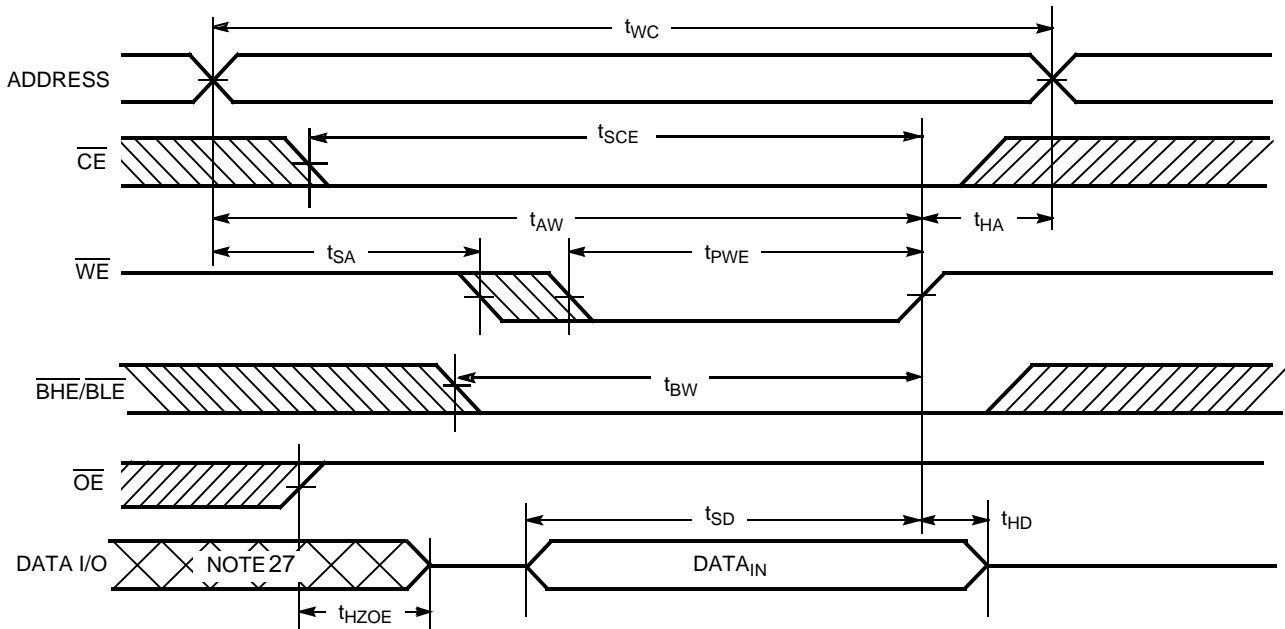 tWC
ADDRESS
tSCE
CE
tAW
tHA
tSA
tPWE
WE
tBW
BHE/BLE
OE
tSD
tHD
DATA I/O
NOTE 27
DATAIN
tHZOE